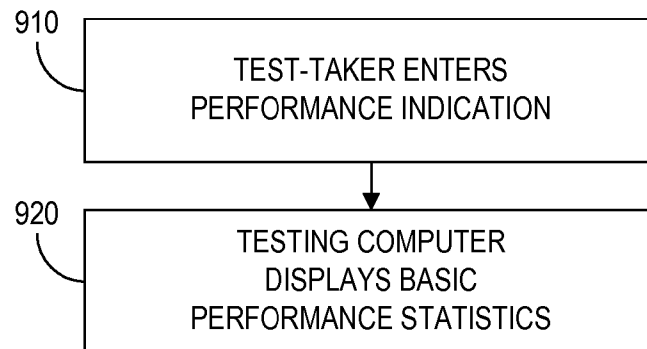 910
TEST-TAKER ENTERS
PERFORMANCE INDICATION
920
TESTING COMPUTER
DISPLAYS BASIC
PERFORMANCE STATISTICS